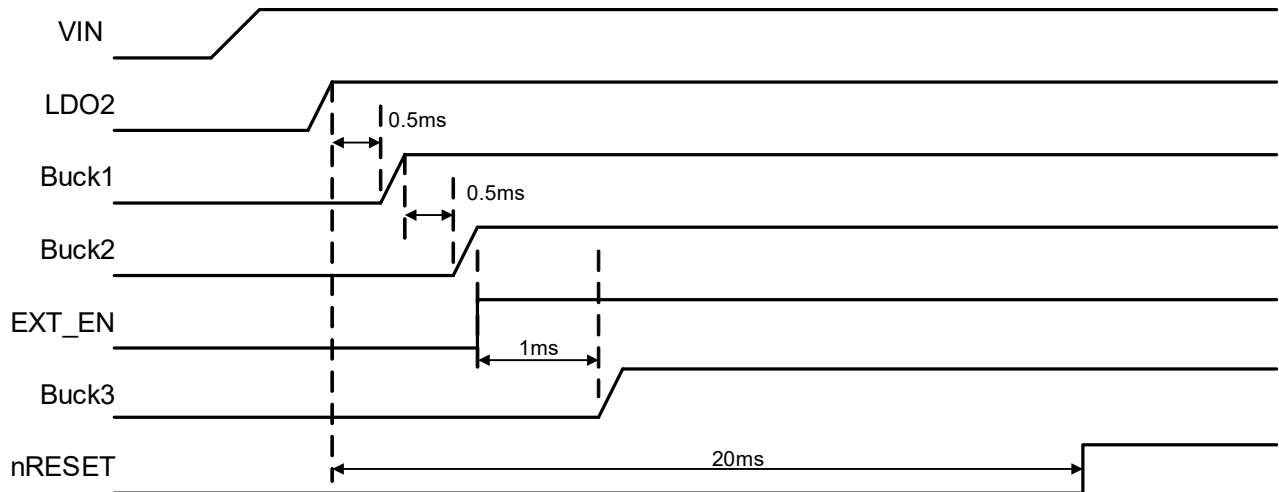 VIN
LDO2
0.5ms
Buck1
0.5ms
Buck2
EXT_EN
1ms
Buck3
20ms
nRESET